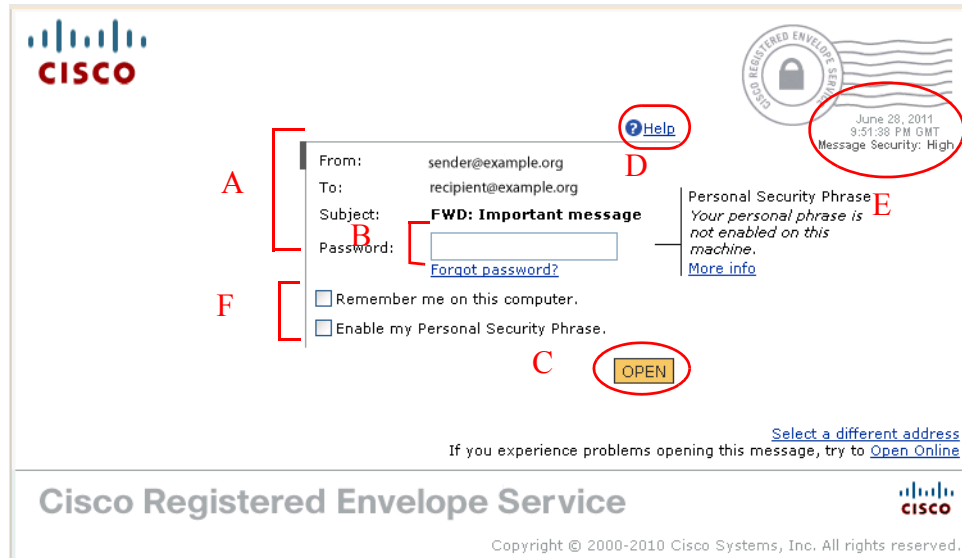 CISCO
CISCO REGISTERED ENVELOPE SERVICE
June 28, 2011
9:51:38 PM GMT
Message Security: High
E
?Help
D
A
From: sender@example.org
To: recipient@example.org
Subject: FWD: Important message
B
Password:
Forgot password?
Personal Security Phrase
Your personal phrase is
not enabled on this
machine.
More info
F
Remember me on this computer.
Enable my Personal Security Phrase.
C
OPEN
Select a different address
If you experience problems opening this message, try to Open Online
Cisco Registered Envelope Service
CISCO
Copyright © 2000-2010 Cisco Systems, Inc. All rights reserved.